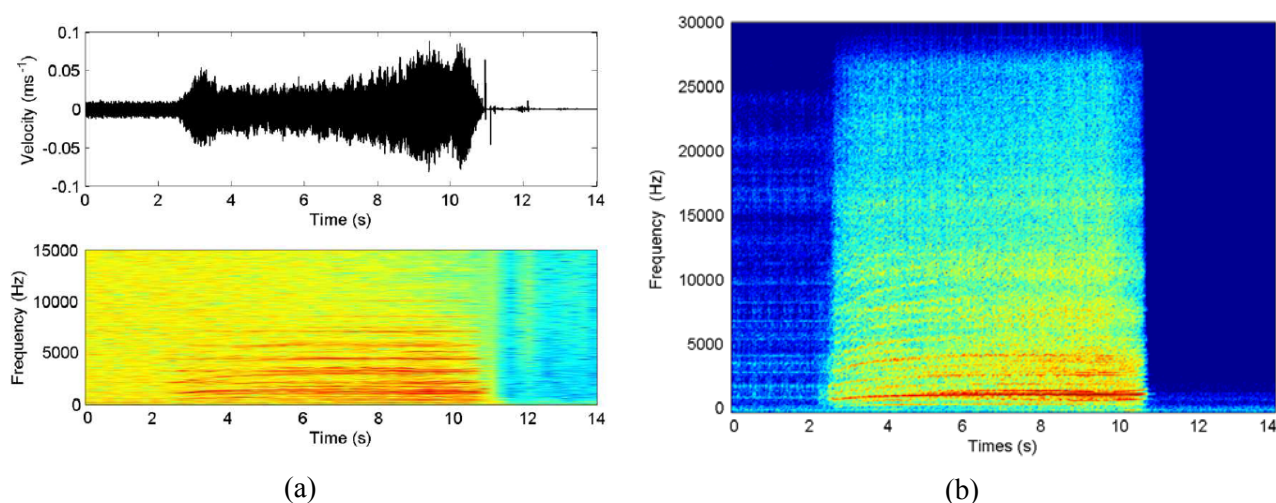 Velocity (ms-1)
0.1
0.05
0
-0.05
-0.1
0 2 4 6 8 10 12 14
Time (s)
Frequency (Hz)
15000
10000
5000
0
0 2 4 6 8 10 12 14
Time (s)
(a)
Frequency (Hz)
30000
25000
20000
15000
10000
5000
0
0 2 4 6 8 10 12 14
Times (s)
(b)